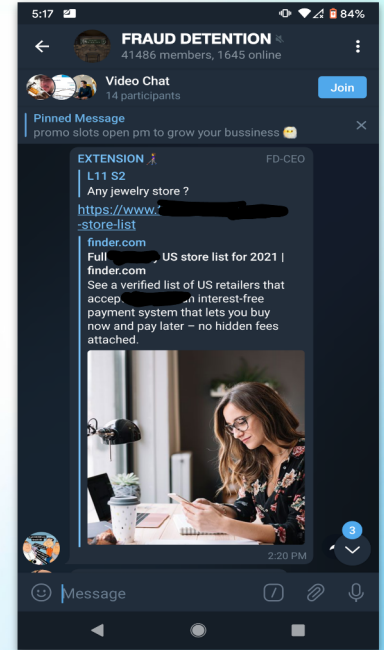 5:17 84%
FRAUD DETENTION
41486 members, 1645 online
Video Chat
14 participants
Join
Pinned Message
promo slots open pm to grow your bussiness
EXTENSION FD-CEO
L11 S2
Any jewelry store ?
https://www.
-store-list
finder.com
Full US store list for 2021 |
finder.com
See a verified list of US retailers that
accep n interest-free
payment system that lets you buy
now and pay later – no hidden fees
attached.
2:20 PM
3
Message